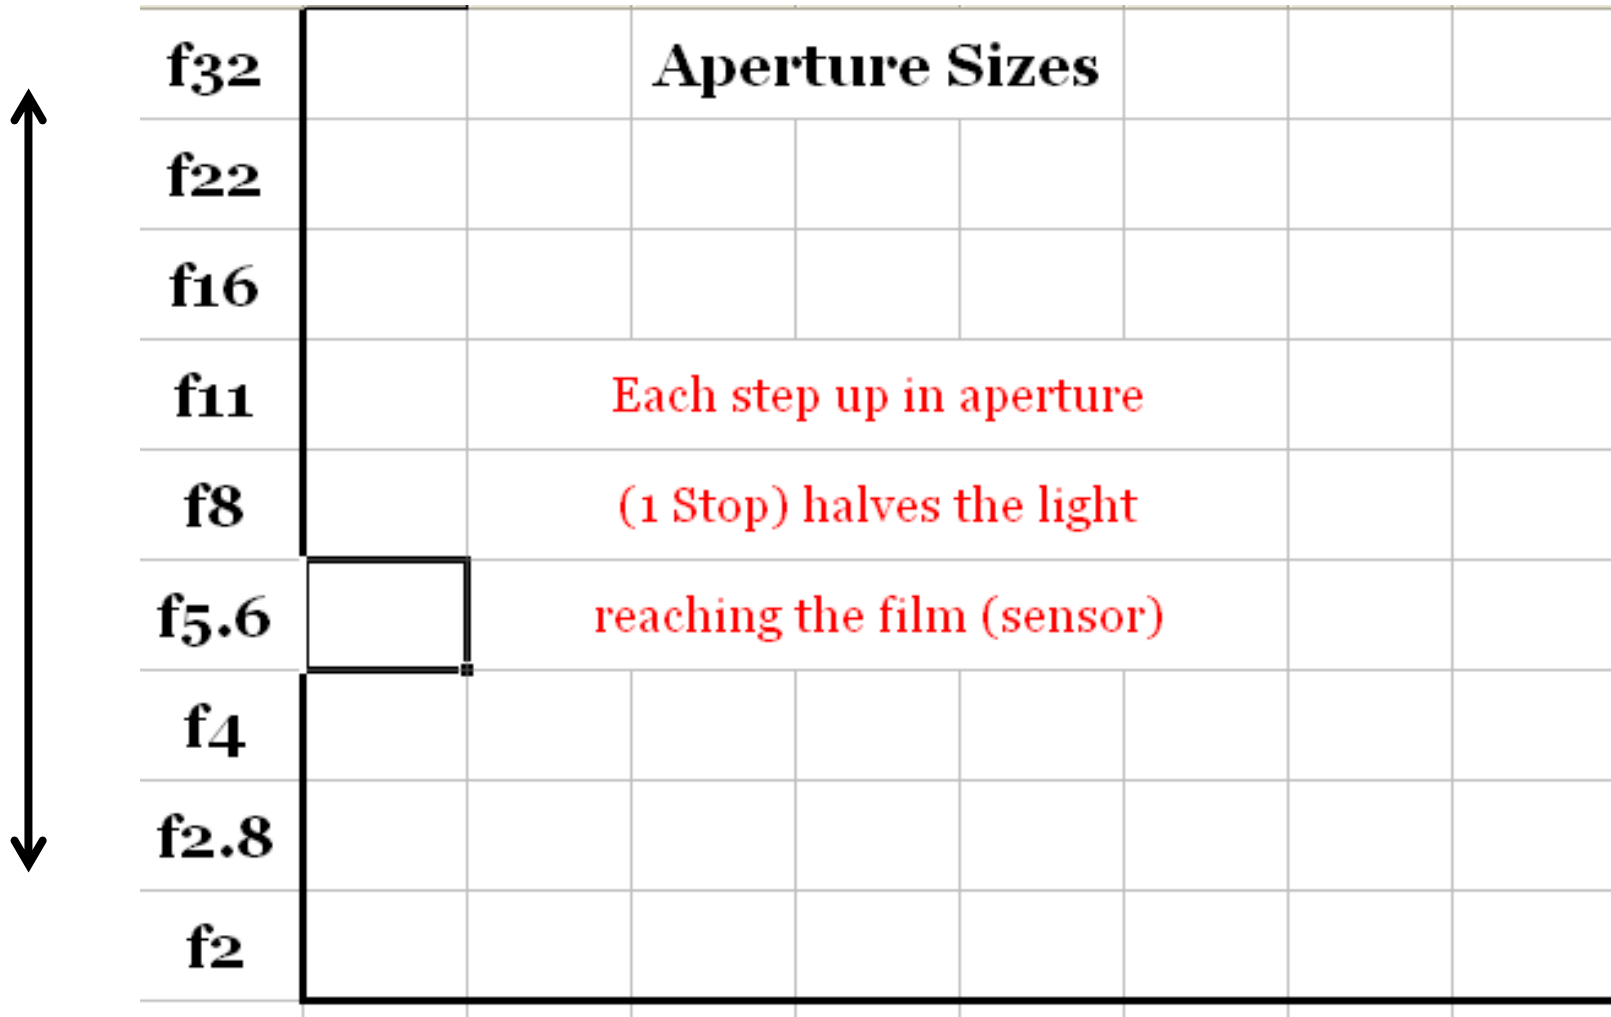 f32 Aperture Sizes
f22
f16
f11 Each step up in aperture
f8 (1 Stop) halves the light
f5.6 reaching the film (sensor)
f4
f2.8
f2